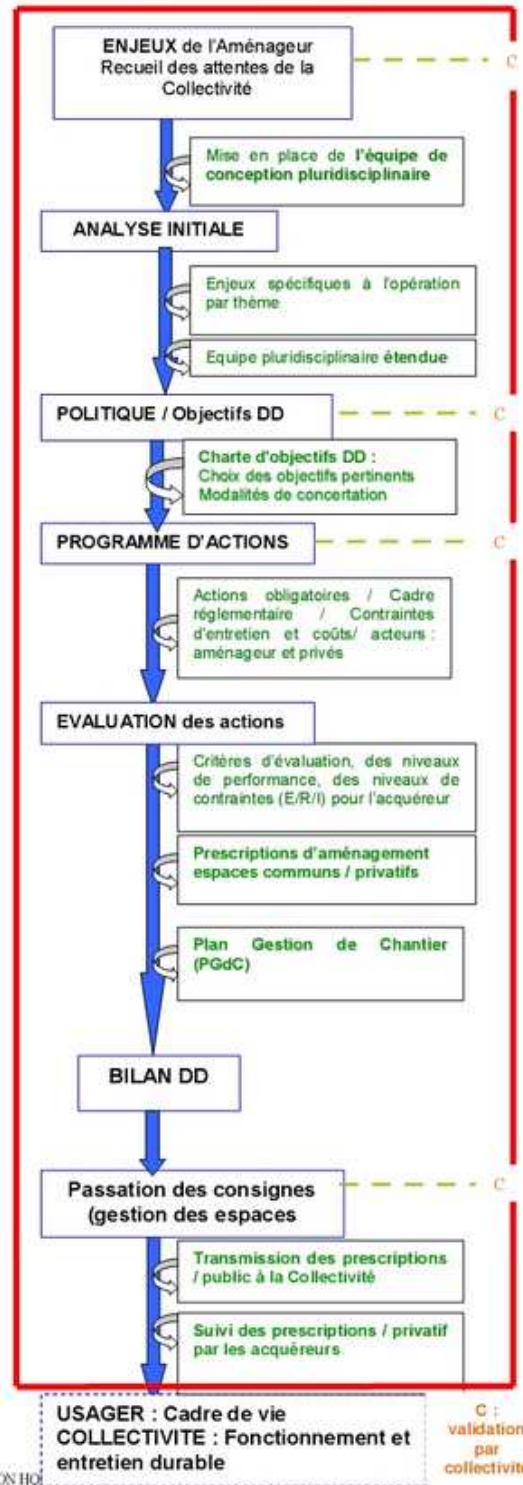 ENJEUX de l'Aménageur
Recueil des attentes de la
Collectivité
C
Mise en place de l'équipe de
conception pluridisciplinaire
ANALYSE INITIALE
Enjeux spécifiques à l'opération
par thème
Equipe pluridisciplinaire étendue
POLITIQUE / Objectifs DD
C
Charte d'objectifs DD :
Choix des objectifs pertinents
Modalités de concertation
PROGRAMME D'ACTIONS
C
Actions obligatoires / Cadre
réglementaire / Contraintes
d'entretien et coûts/ acteurs :
aménageur et privés
EVALUATION des actions
Critères d'évaluation, des niveaux
de performance, des niveaux de
contraintes (E/R/I) pour l'acquéreur
Prescriptions d'aménagement
espaces communs / privatifs
Plan Gestion de Chantier
(PGdC)
BILAN DD
Passation des consignes
(gestion des espaces
C
Transmission des prescriptions
/ public à la Collectivité
Suivi des prescriptions / privatif
par les acquéreurs
USAGER : Cadre de vie
COLLECTIVITE : Fonctionnement et
entretien durable
C :
validation
par
collectivité
ON HQ